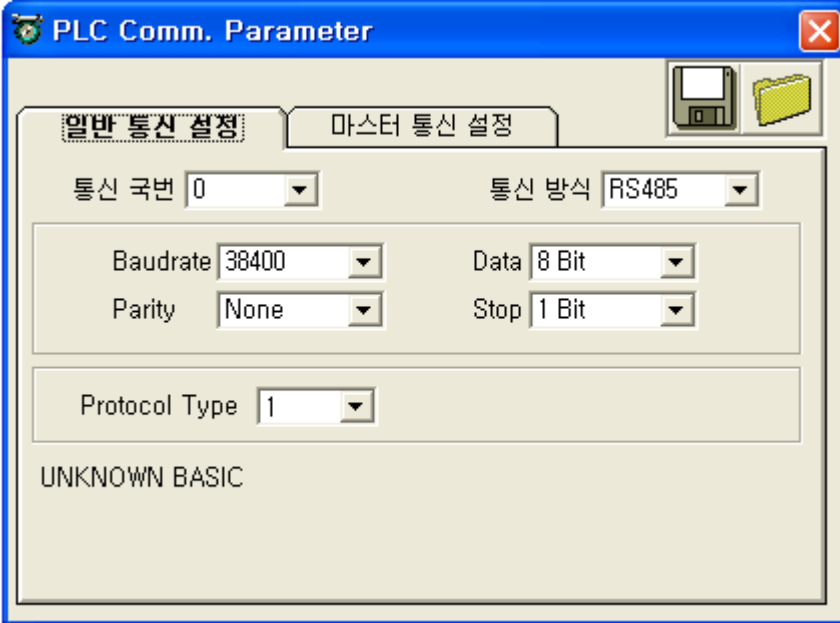 PLC Comm. Parameter
일반 통신 설정 마스터 통신 설정
통신 국번 0 통신 방식 RS485
Baudrate 38400 Data 8 Bit
Parity None Stop 1 Bit
Protocol Type 1
UNKNOWN BASIC